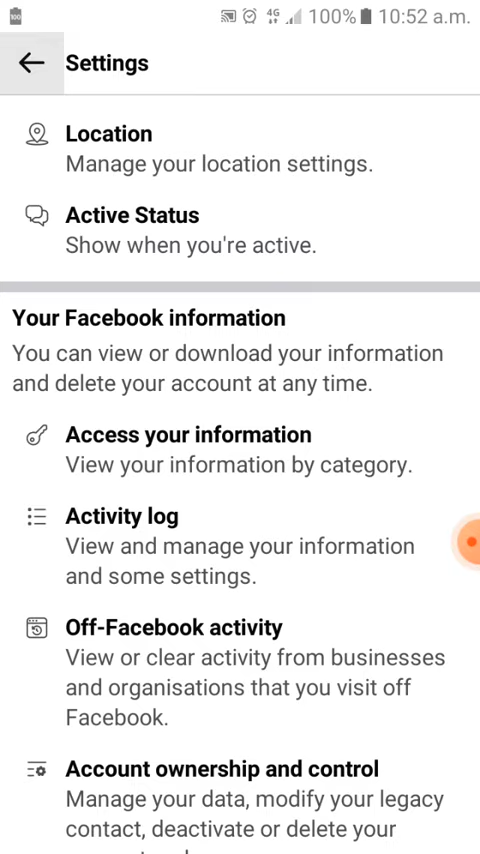 100
4G
100%
10:52 a.m.
Settings
Location
Manage your location settings.
Active Status
Show when you're active.
Your Facebook information
You can view or download your information
and delete your account at any time.
Access your information
View your information by category.
Activity log
View and manage your information
and some settings.
Off-Facebook activity
View or clear activity from businesses
and organisations that you visit off
Facebook.
Account ownership and control
Manage your data, modify your legacy
contact, deactivate or delete your